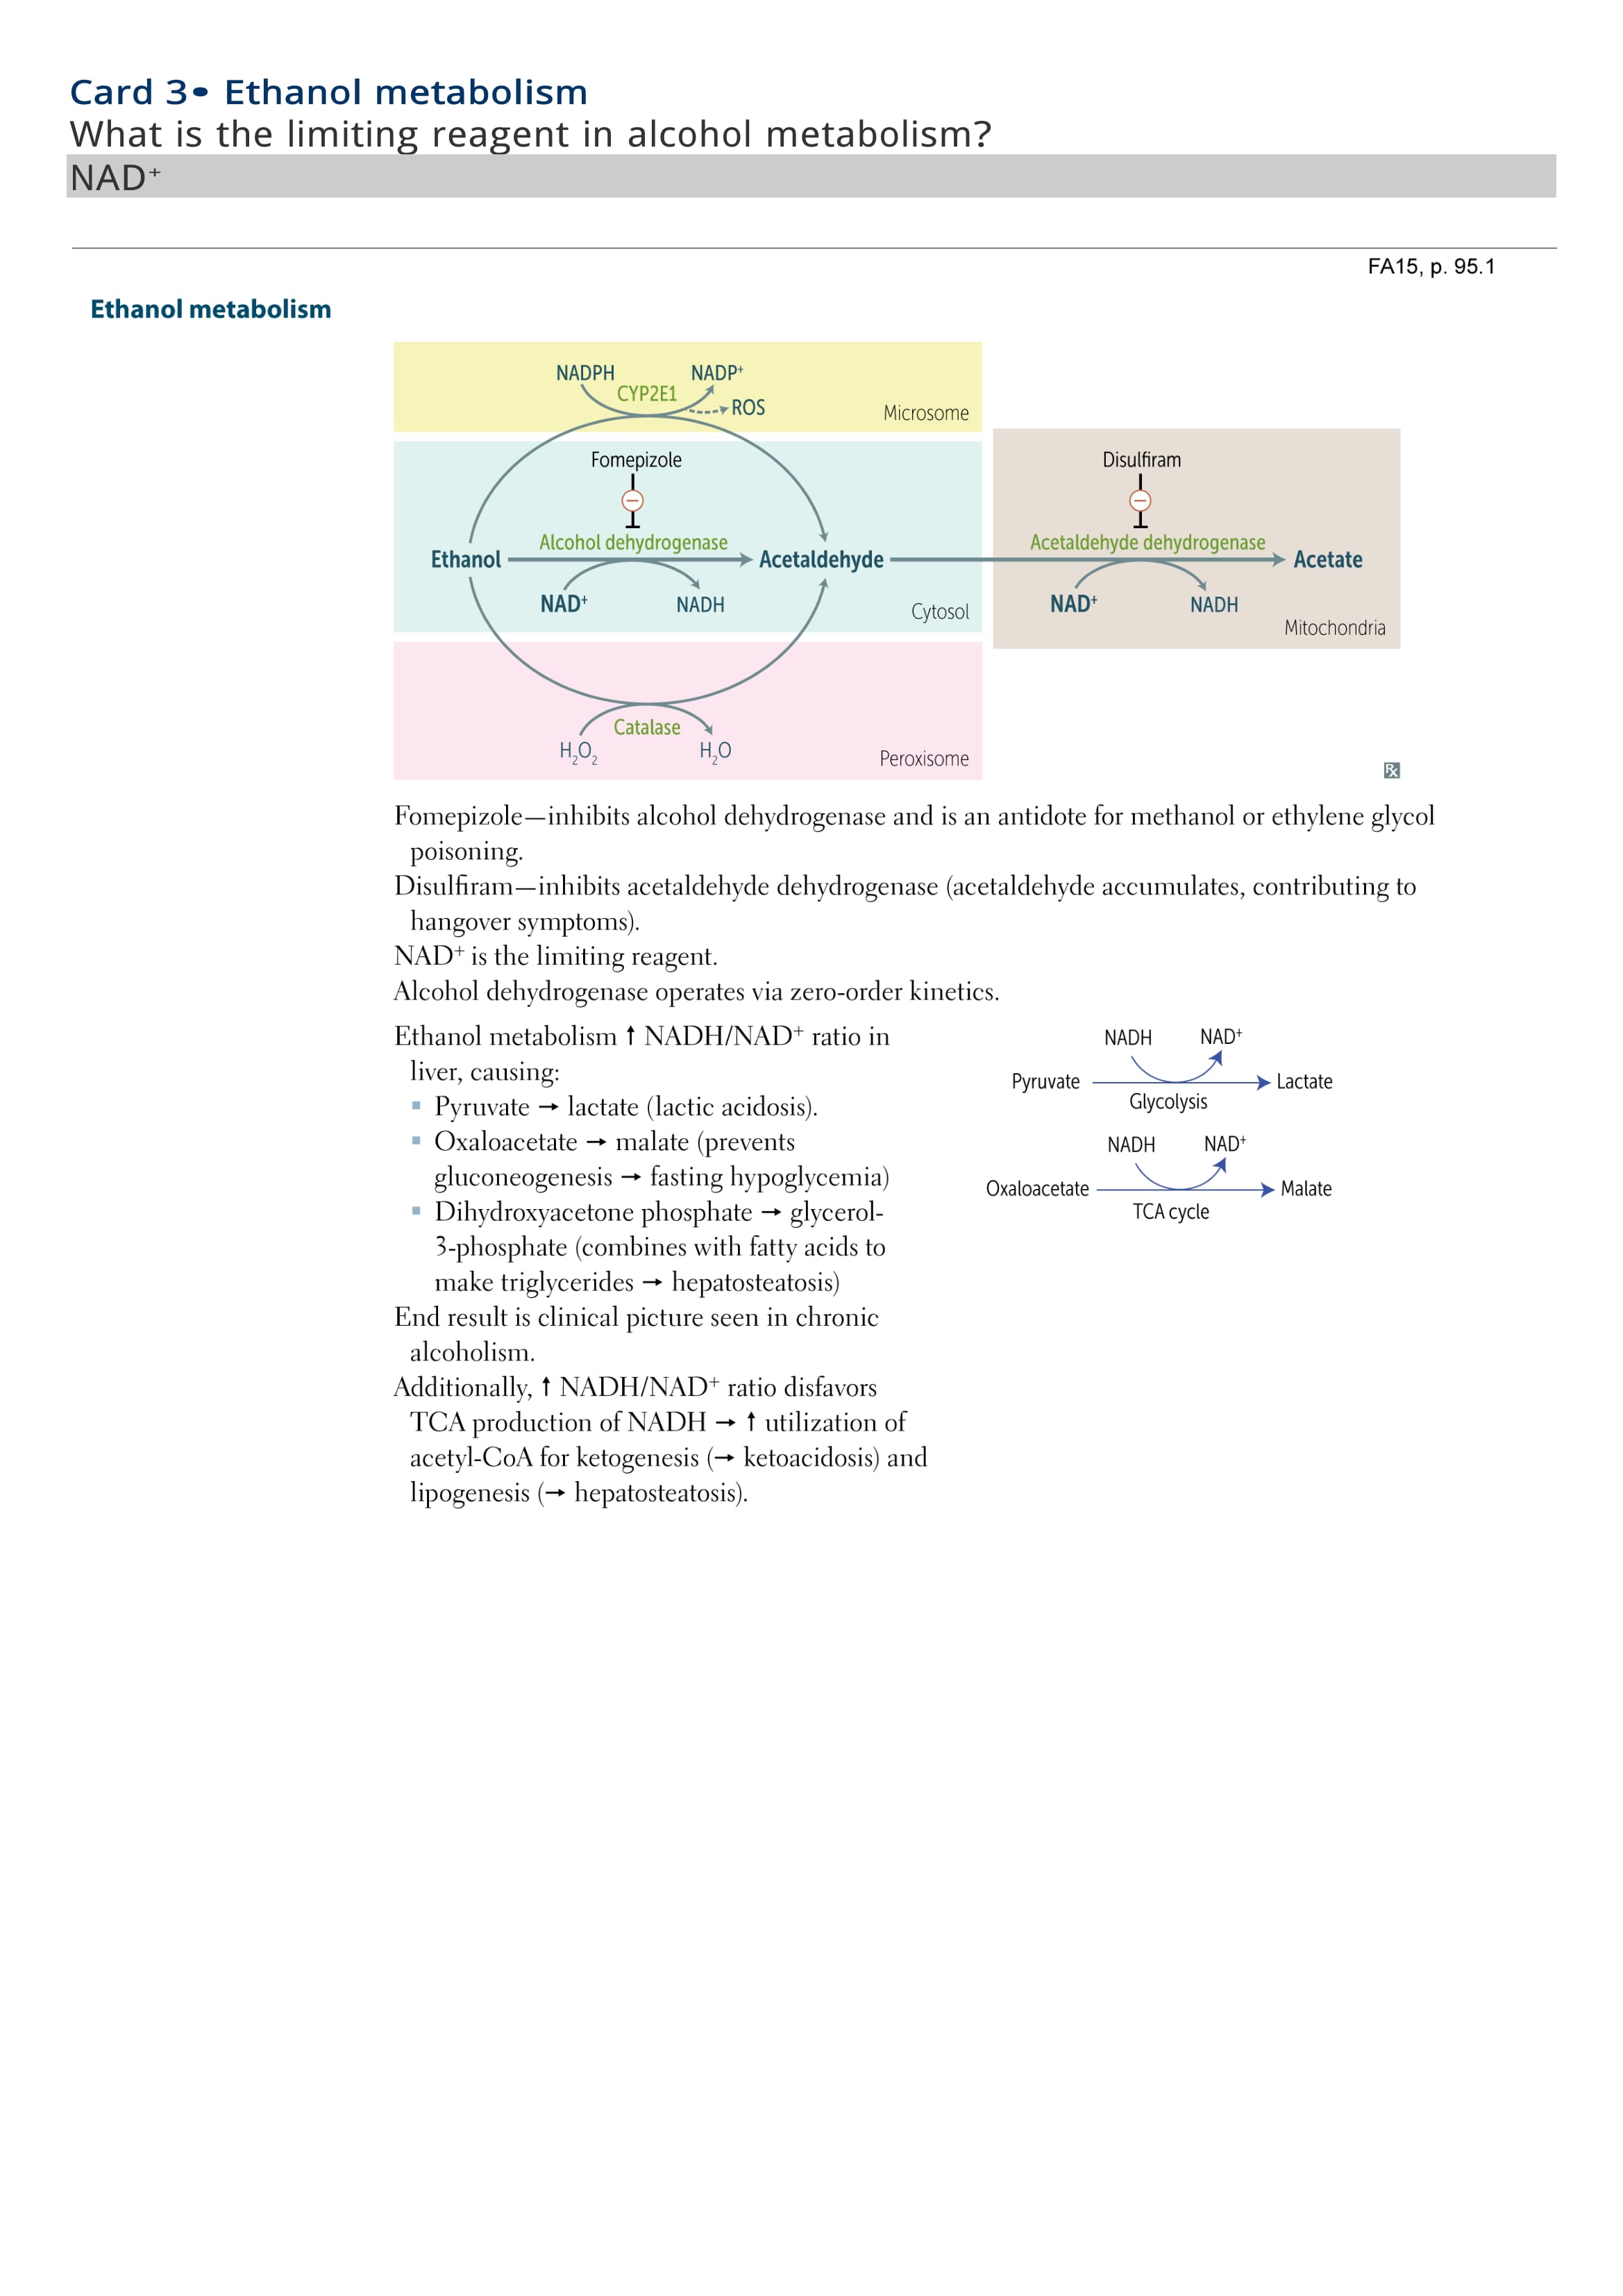 Card 3• Ethanol metabolism
What is the limiting reagent in alcohol metabolism?
NAD⁺
FA15, p. 95.1
Ethanol metabolism
NADPH
NADP⁺
CYP2E1
ROS
Microsome
Fomepizole
Disulfiram
Alcohol dehydrogenase
Acetaldehyde dehydrogenase
Ethanol
Acetaldehyde
Acetate
NAD⁺
NADH
NAD⁺
NADH
Cytosol
Mitochondria
Catalase
H₂O₂
H₂O
Peroxisome
Rx
Fomepizole—inhibits alcohol dehydrogenase and is an antidote for methanol or ethylene glycol
poisoning.
Disulfiram—inhibits acetaldehyde dehydrogenase (acetaldehyde accumulates, contributing to
hangover symptoms).
NAD⁺ is the limiting reagent.
Alcohol dehydrogenase operates via zero-order kinetics.
Ethanol metabolism ↑ NADH/NAD⁺ ratio in
liver, causing:
▪ Pyruvate → lactate (lactic acidosis).
▪ Oxaloacetate → malate (prevents
gluconeogenesis → fasting hypoglycemia)
▪ Dihydroxyacetone phosphate → glycerol-
3-phosphate (combines with fatty acids to
make triglycerides → hepatosteatosis)
End result is clinical picture seen in chronic
alcoholism.
Additionally, ↑ NADH/NAD⁺ ratio disfavors
TCA production of NADH → ↑ utilization of
acetyl-CoA for ketogenesis (→ ketoacidosis) and
lipogenesis (→ hepatosteatosis).
NADH
NAD⁺
Pyruvate
Lactate
Glycolysis
NADH
NAD⁺
Oxaloacetate
Malate
TCA cycle